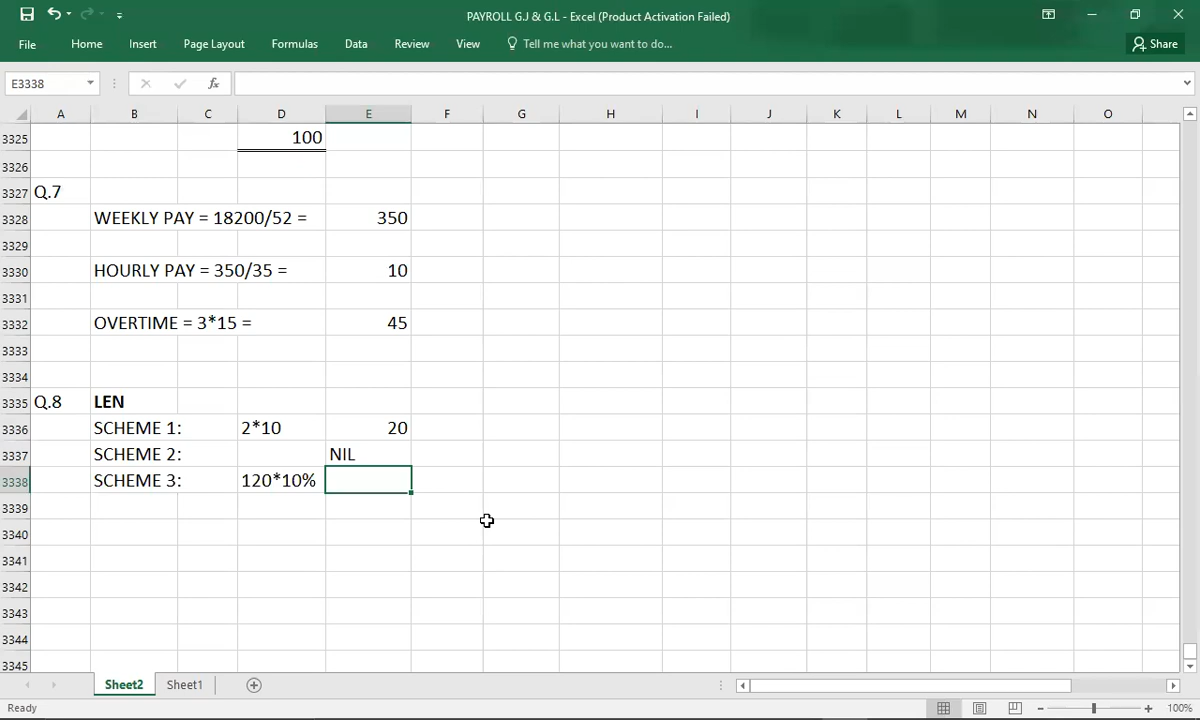 PAYROLL G.J & G.L - Excel (Product Activation Failed)
File Home Insert Page Layout Formulas Data Review View Tell me what you want to do... Share
E3338 fx
A B C D E F G H I J K L M N O
3325 100
3326
3327 Q.7
3328 WEEKLY PAY = 18200/52 = 350
3329
3330 HOURLY PAY = 350/35 = 10
3331
3332 OVERTIME = 3*15 = 45
3333
3334
3335 Q.8 LEN
3336 SCHEME 1: 2*10 20
3337 SCHEME 2: NIL
3338 SCHEME 3: 120*10%
3339
3340
3341
3342
3343
3344
3345
Sheet2 Sheet1
Ready 100%